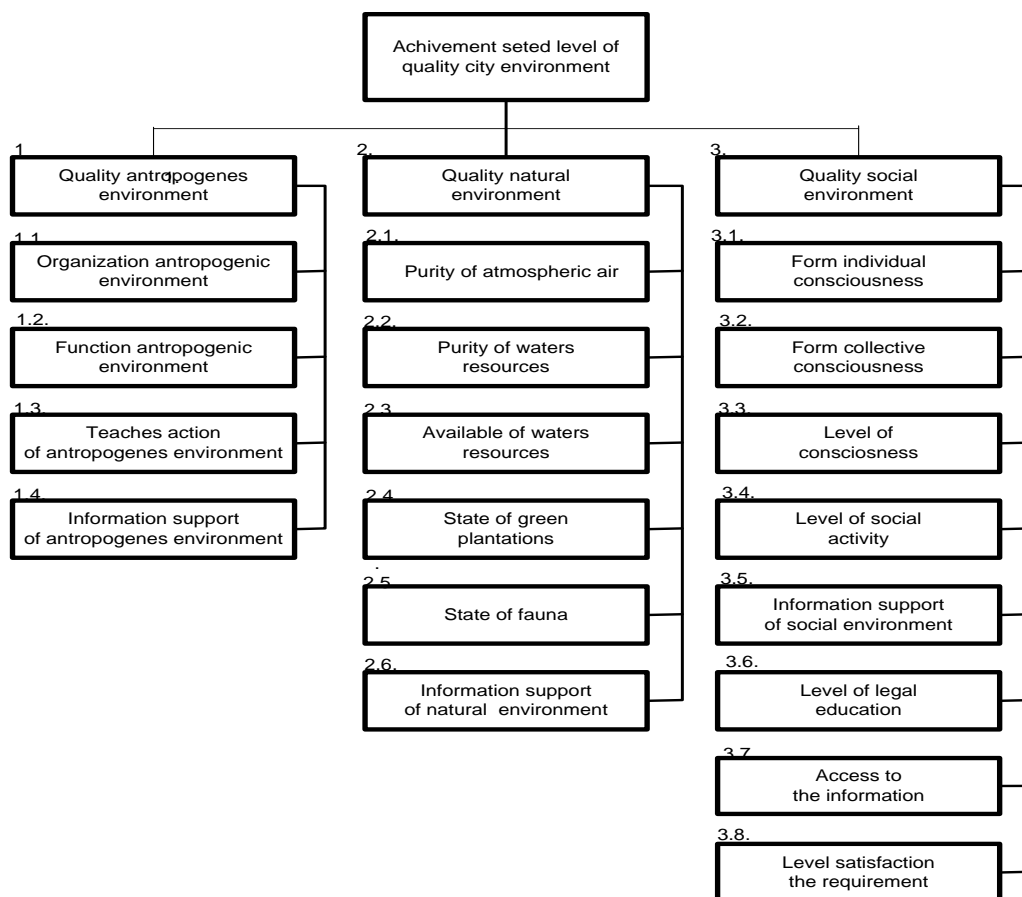 Achivement seted level of
quality city environment
1
Quality antropogenes
1.
environment
1.1.
Organization antropogenic
environment
1.2.
Function antropogenic
environment
1.3.
Teaches action
of antropogenes environment
1.4.
Information support
of antropogenes environment
2.
Quality natural
environment
2.1.
Purity of atmospheric air
2.2.
Purity of waters
resources
2.3
Available of waters
resources
2.4
State of green
plantations
.
2.5
State of fauna
2.6.
Information support
of natural environment
3.
Quality social
environment
3.1.
Form individual
consciousness
3.2.
Form collective
consciousness
3.3.
Level of
consciosness
3.4.
Level of social
activity
3.5.
Information support
of social environment
3.6.
Level of legal
education
3.7
Access to
the information
3.8.
Level satisfaction
the requirement